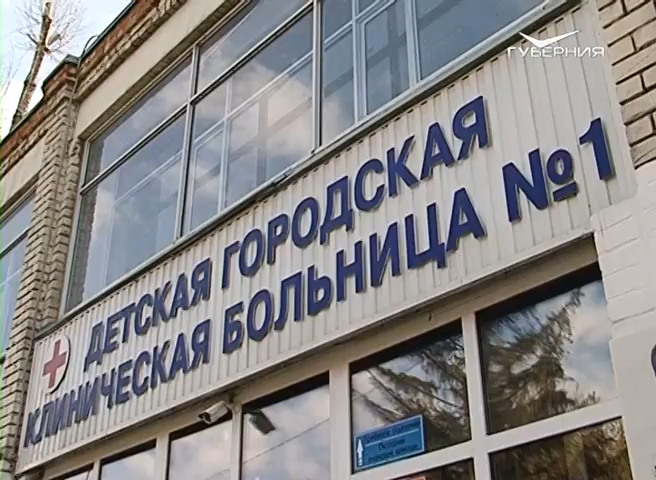 ГУБЕРНИЯ
ДЕТСКАЯ ГОРОДСКАЯ
КЛИНИЧЕСКАЯ БОЛЬНИЦА №1